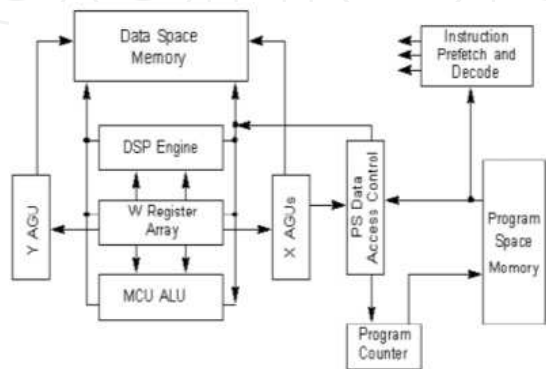 Data Space
Memory
Instruction
Prefetch and
Decode
DSP Engine
Y AGU
W Register
Array
X AGUs
PS Data
Access Control
Program
Space
Memory
MCU ALU
Program
Counter